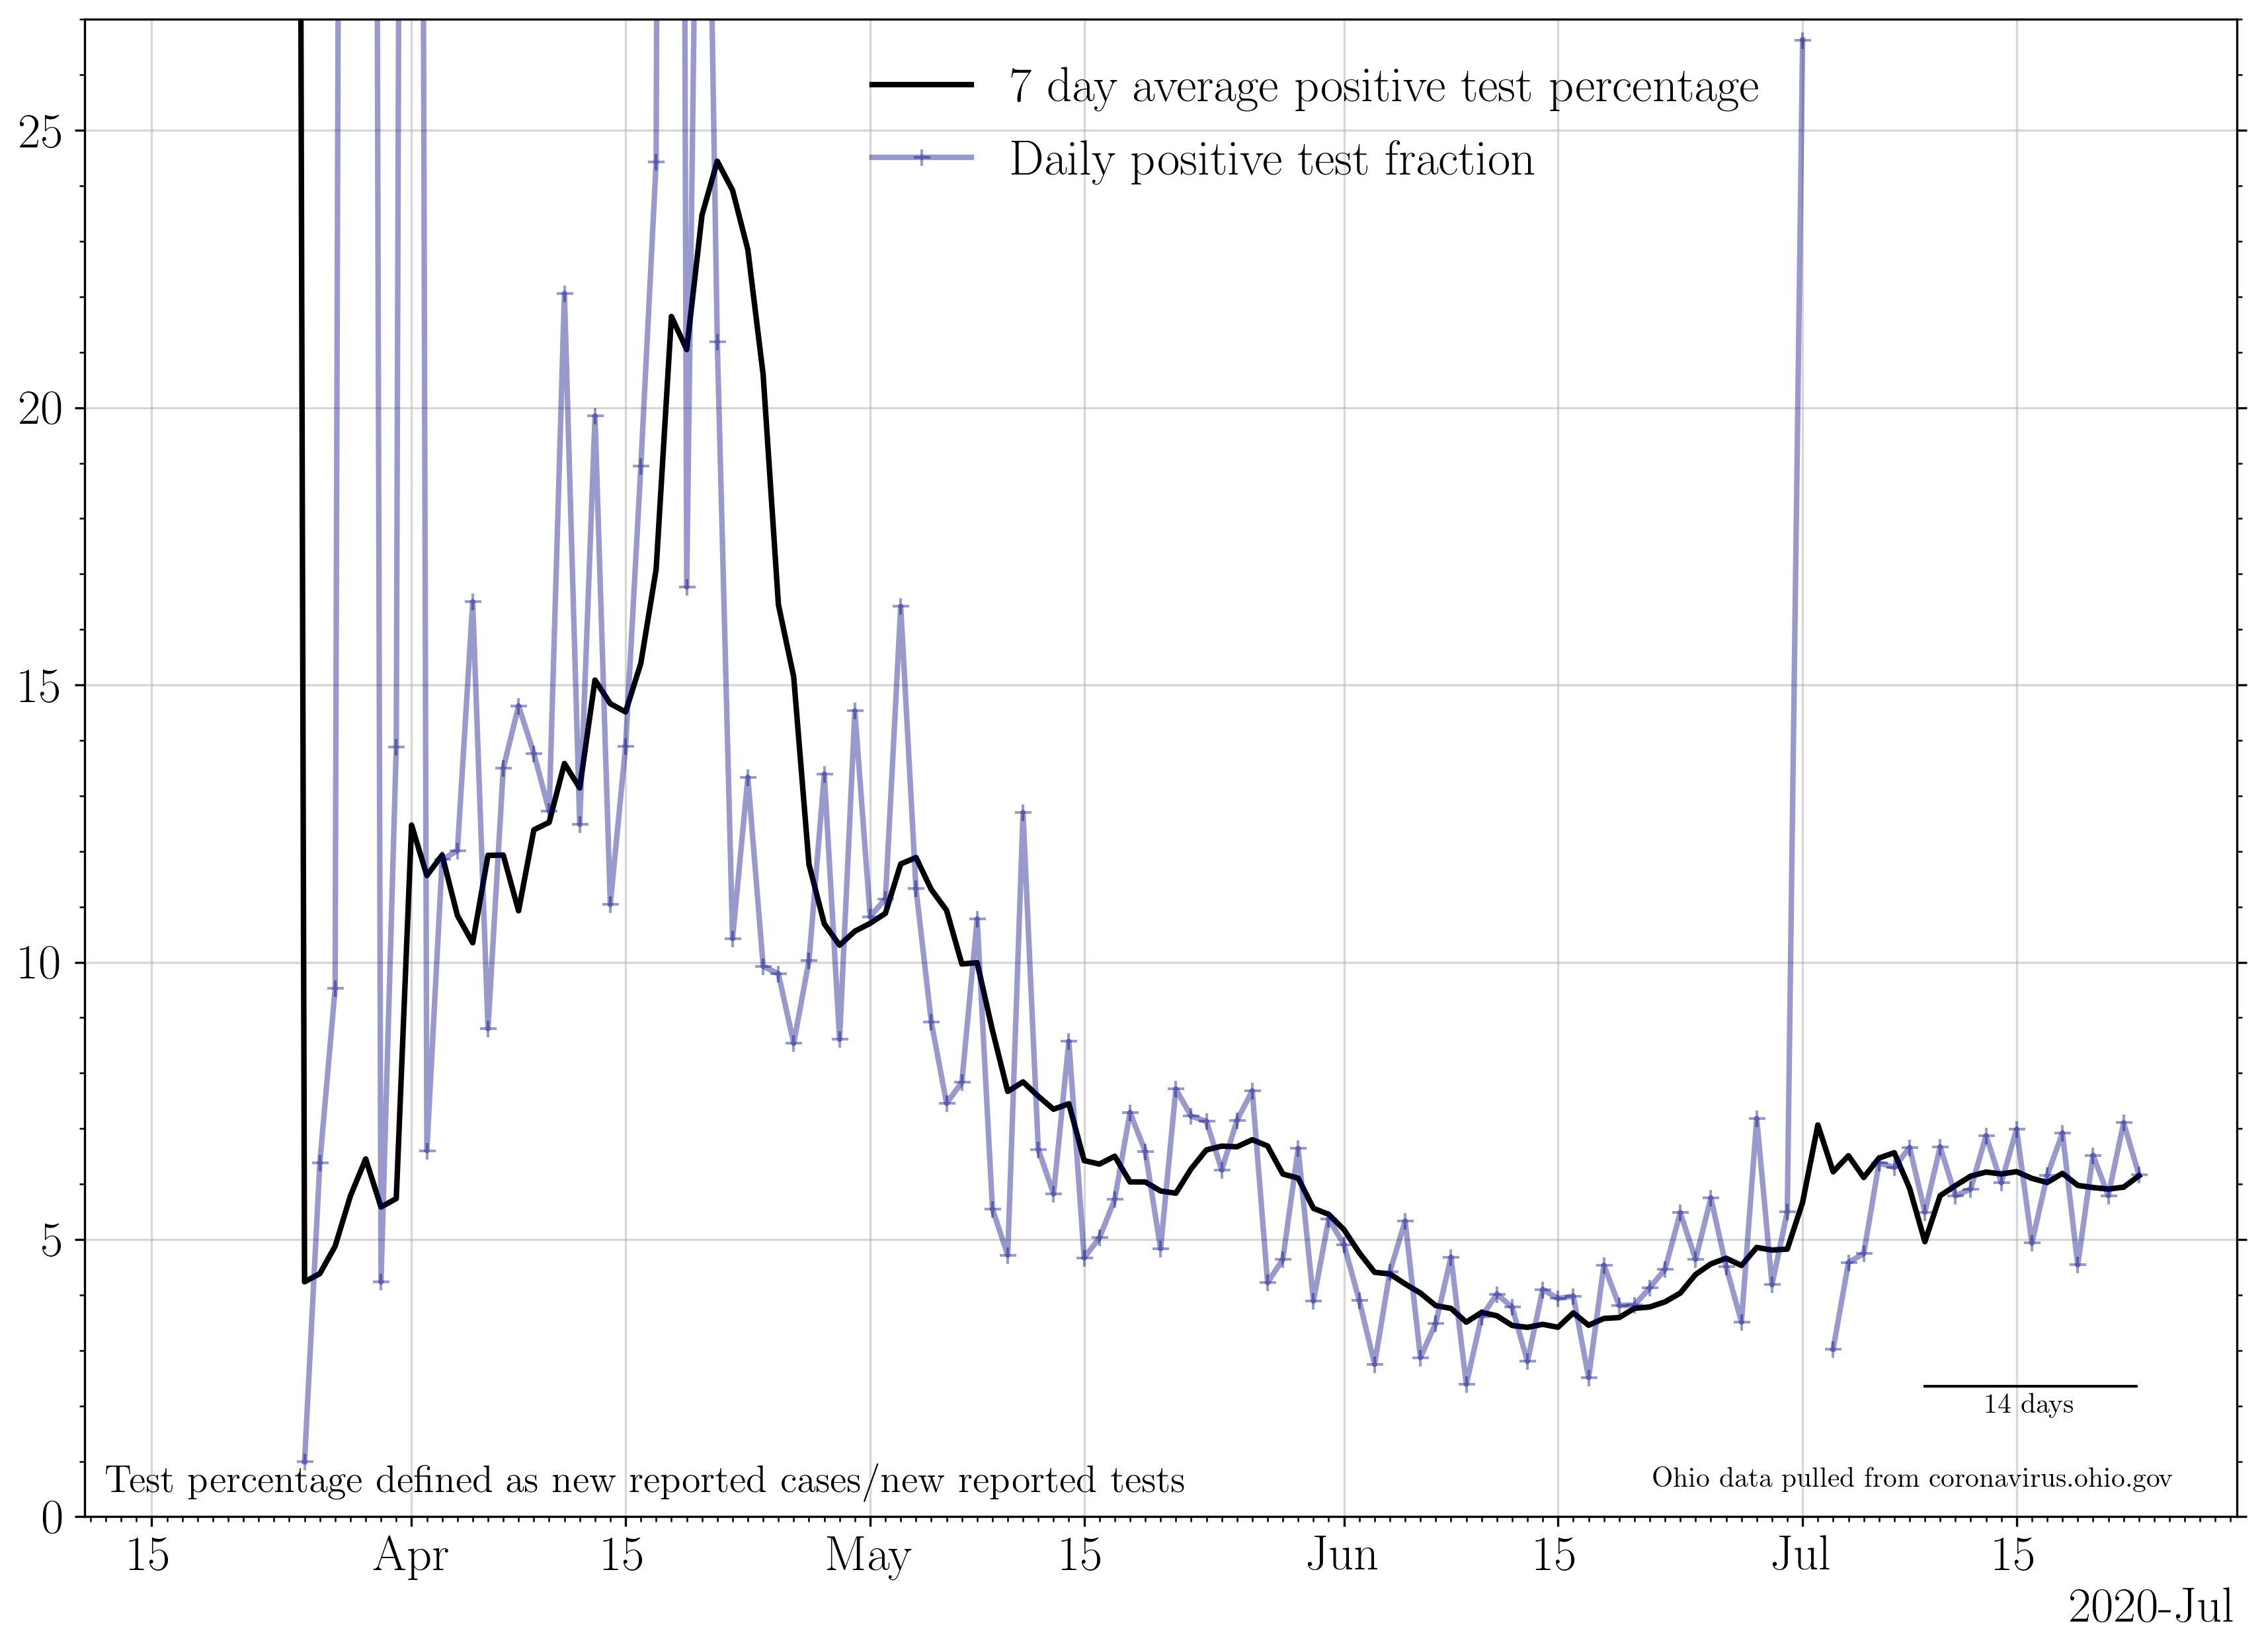 7 day average positive test percentage
Daily positive test fraction
25
20
15
10
5
0
14 days
Test percentage defined as new reported cases/new reported tests
Ohio data pulled from coronavirus.ohio.gov
15 Apr 15 May 15 Jun 15 Jul 15
2020-Jul